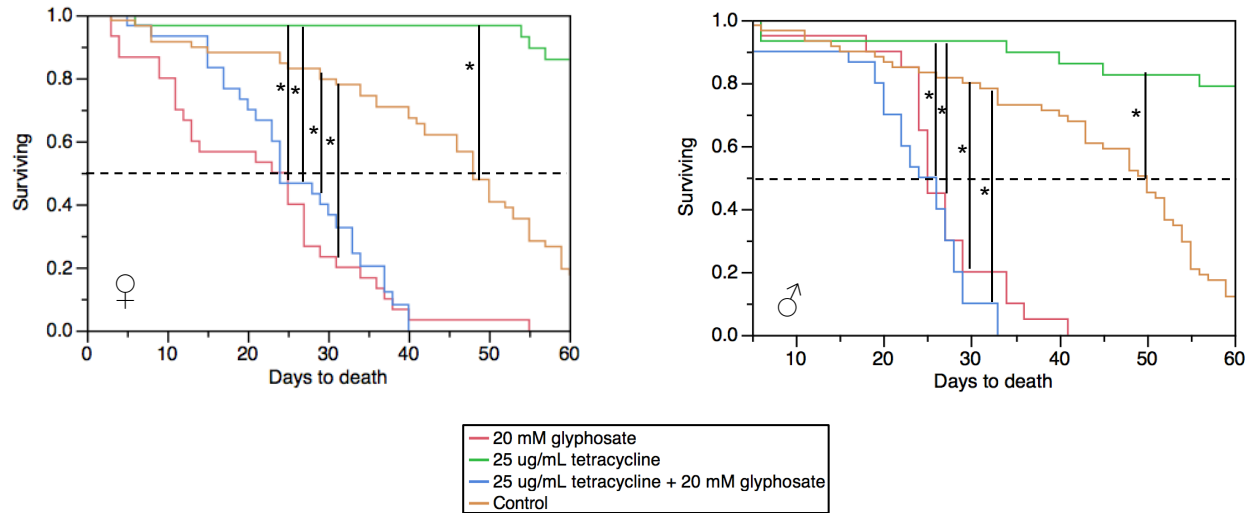 1.0
0.8
0.6
0.4
0.2
0.0
Surviving
* * * * *
♀
0 10 20 30 40 50 60
Days to death
1.0
0.8
0.6
0.4
0.2
0.0
Surviving
* * * * *
♂
10 20 30 40 50 60
Days to death
20 mM glyphosate
25 ug/mL tetracycline
25 ug/mL tetracycline + 20 mM glyphosate
Control